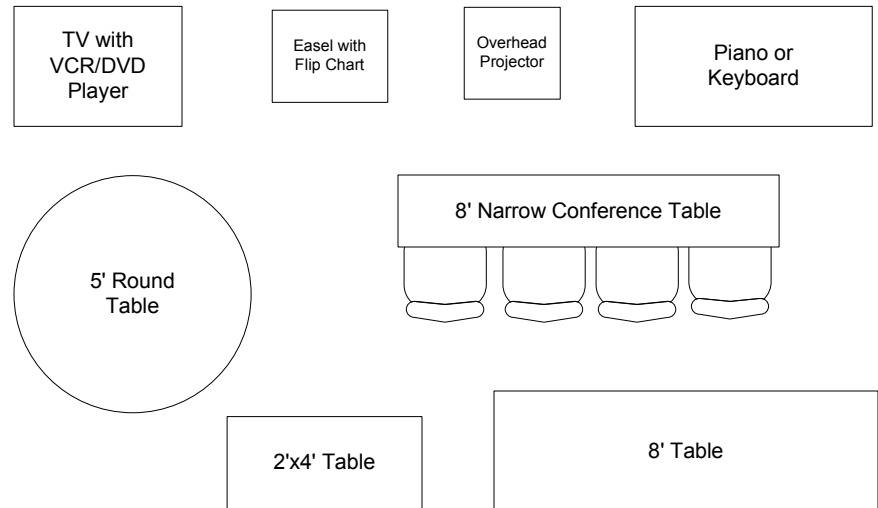 TV with
VCR/DVD
Player
Easel with
Flip Chart
Overhead
Projector
Piano or
Keyboard
5' Round
Table
8' Narrow Conference Table
2'x4' Table
8' Table